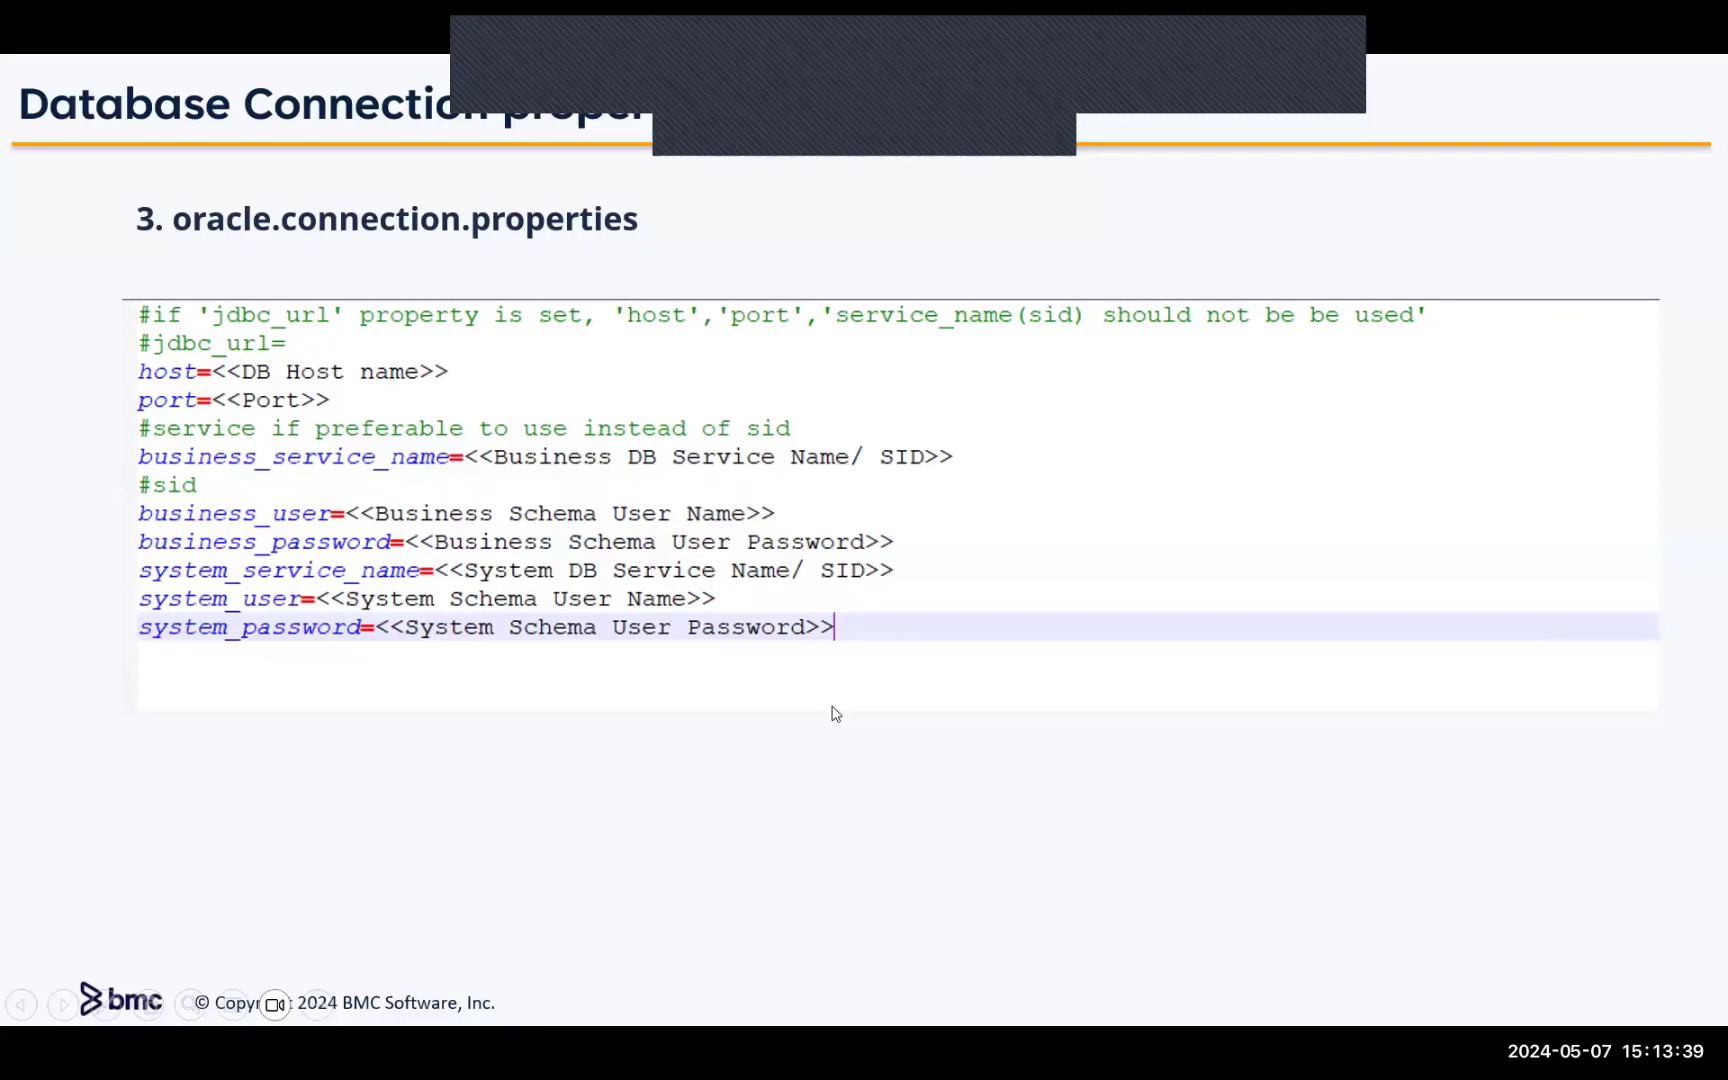 Database Connection
3. oracle.connection.properties
#if 'jdbc_url' property is set, 'host','port','service_name(sid) should not be be used'
#jdbc_url=
host=<<DB Host name>>
port=<<Port>>
#service if preferable to use instead of sid
business_service_name=<<Business DB Service Name/ SID>>
#sid
business_user=<<Business Schema User Name>>
business_password=<<Business Schema User Password>>
system_service_name=<<System DB Service Name/ SID>>
system_user=<<System Schema User Name>>
system_password=<<System Schema User Password>>
bmc
© 2024 BMC Software, Inc.
2024-05-07 15:13:39